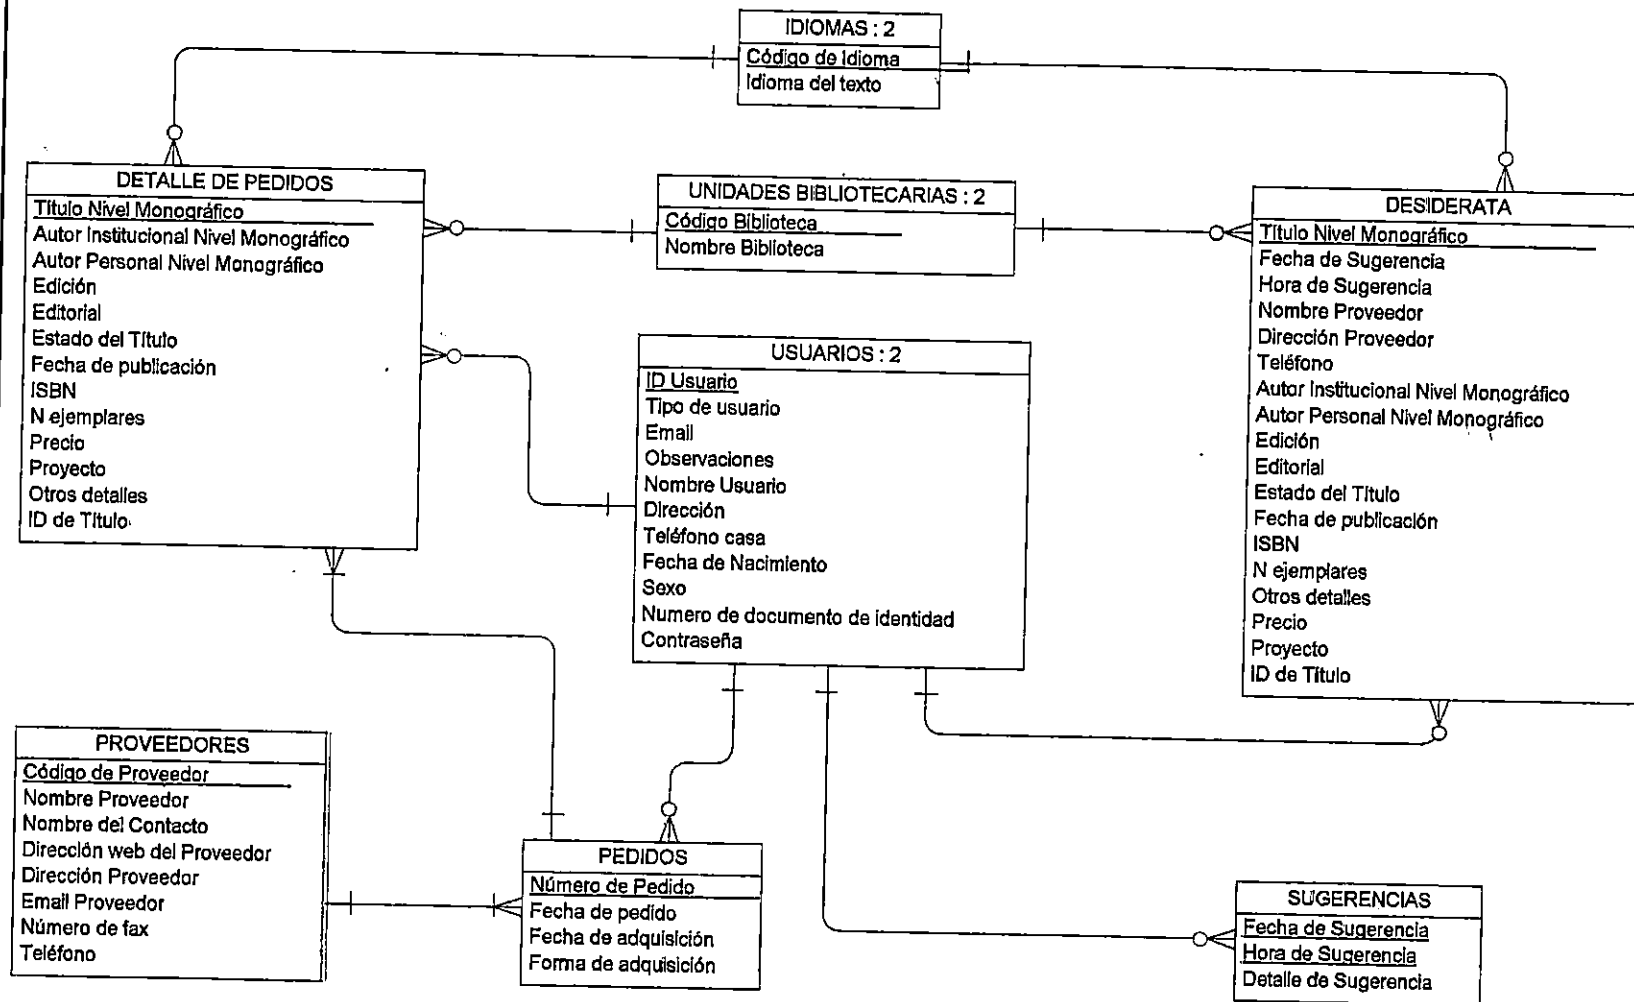 IDIOMAS : 2
Código de Idioma
Idioma del texto
DETALLE DE PEDIDOS
Título Nivel Monográfico
Autor Institucional Nivel Monográfico
Autor Personal Nivel Monográfico
Edición
Editorial
Estado del Título
Fecha de publicación
ISBN
N ejemplares
Precio
Proyecto
Otros detalles
ID de Título
UNIDADES BIBLIOTECARIAS : 2
Código Biblioteca
Nombre Biblioteca
DESIDERATA
Título Nivel Monográfico
Fecha de Sugerencia
Hora de Sugerencia
Nombre Proveedor
Dirección Proveedor
Teléfono
Autor Institucional Nivel Monográfico
Autor Personal Nivel Monográfico
Edición
Editorial
Estado del Título
Fecha de publicación
ISBN
N ejemplares
Otros detalles
Precio
Proyecto
ID de Título
USUARIOS : 2
ID Usuario
Tipo de usuario
Email
Observaciones
Nombre Usuario
Dirección
Teléfono casa
Fecha de Nacimiento
Sexo
Numero de documento de identidad
Contraseña
PROVEEDORES
Código de Proveedor
Nombre Proveedor
Nombre del Contacto
Dirección web del Proveedor
Dirección Proveedor
Email Proveedor
Número de fax
Teléfono
PEDIDOS
Número de Pedido
Fecha de pedido
Fecha de adquisición
Forma de adquisición
SUGERENCIAS
Fecha de Sugerencia
Hora de Sugerencia
Detalle de Sugerencia